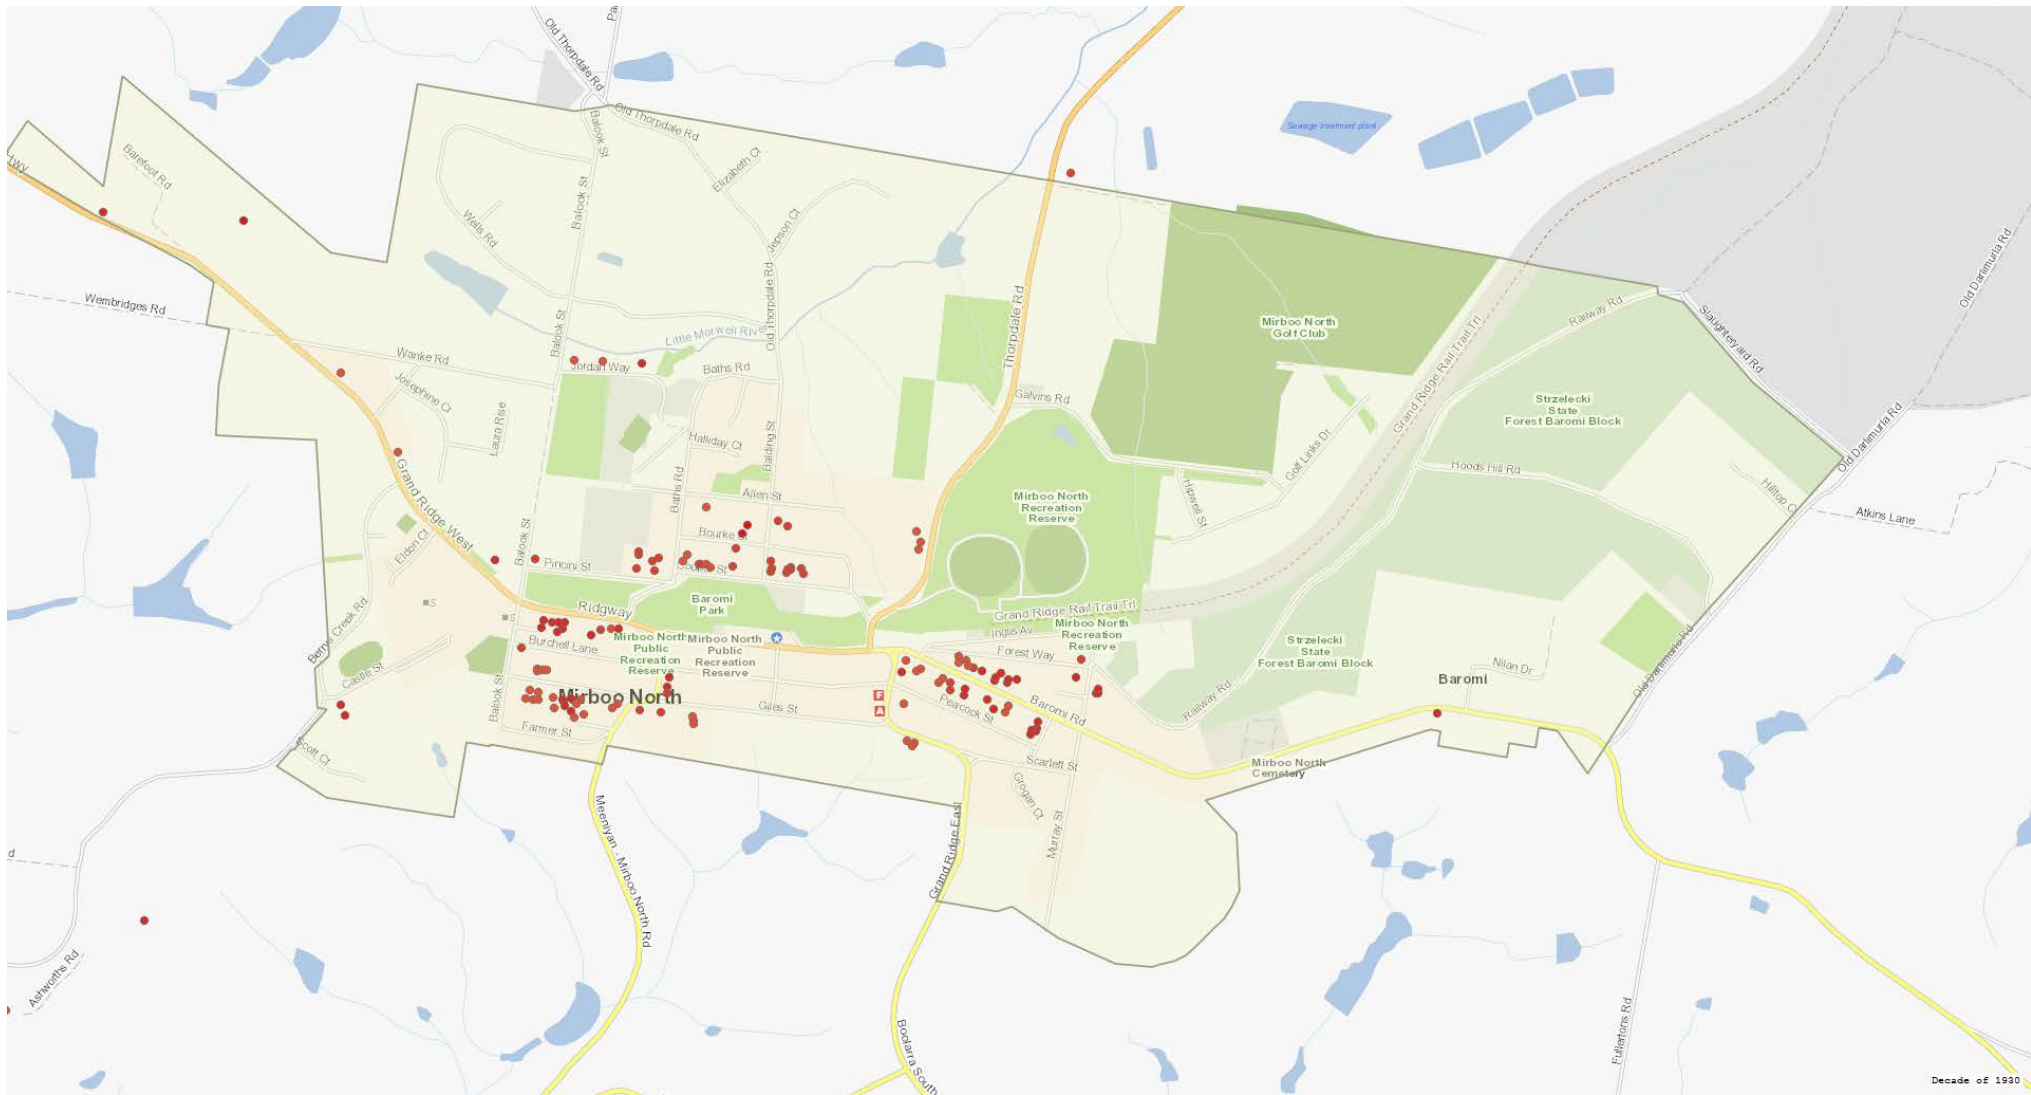 Old Thorpdale Rd
Hwy
Barefoot Rd
Balook St
Old Thorpdale Rd
Elizabeth Ct
Sewage treatment plant
Balook St
Wells Rd
Jepson Ct
Old Thorpdale Rd
Thorpdale Rd
Old Darlimurla Rd
Wembridges Rd
Balook St
Little Morwell River
Mirboo North
Golf Club
Railway Rd
Slaughteryard Rd
Grand Ridge Rail Trail Trl
Wanke Rd
Josephine Ct
Jordan Way
Baths Rd
Galvins Rd
Strzelecki
State
Forest Baromi Block
Laura Rise
Halliday Ct
Balding St
Golf Links Dr
Old Darlimurla Rd
Grand Ridge West
Baths Rd
Allen St
Mirboo North
Recreation
Reserve
Hipwell St
Hoods Hill Rd
Atkins Lane
Balook St
Eldon Ct
Bourke St
Pincini St
Ridgway
Baromi
Park
Grand Ridge Rail Trail Trl
Berrys Creek Rd
S
S
Burchell Lane
Mirboo North
Public
Recreation
Reserve
Mirboo North
Public
Recreation
Reserve
Inglis Av
Mirboo North
Recreation
Reserve
Forest Way
Strzelecki
State
Forest Baromi Block
Nilan Dr
Old Darlimurla Rd
Castle St
Balook St
Mirboo North
F
A
Giles St
Peacock St
Baromi Rd
Railway Rd
Baromi
Farmer St
Scott Ct
Scarlett St
Mirboo North
Cemetery
Grogan Ct
Murray St
Meeniyan - Mirboo North Rd
Grand Ridge East
d
Ashworths Rd
Boolarra South
Fullertons Rd
Decade of 1930